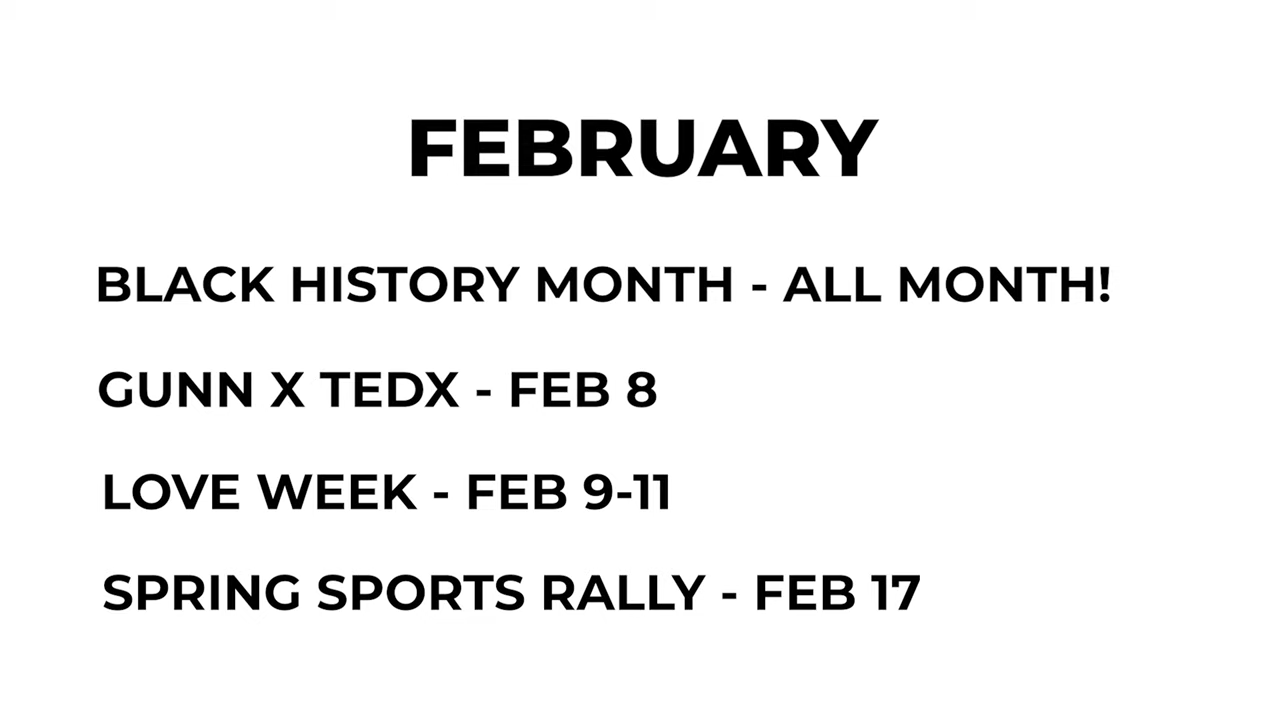 FEBRUARY
BLACK HISTORY MONTH - ALL MONTH!
GUNN X TEDX - FEB 8
LOVE WEEK - FEB 9-11
SPRING SPORTS RALLY - FEB 17